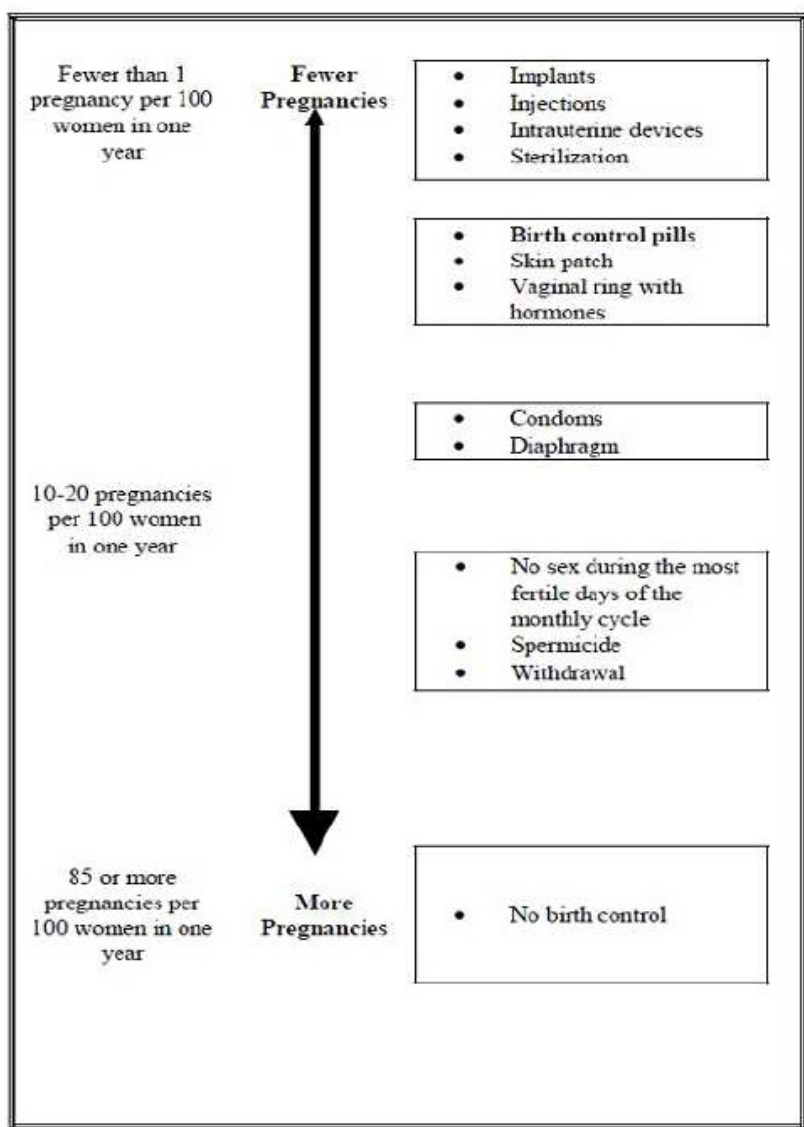 Fewer than 1
pregnancy per 100
women in one
year
Fewer
Pregnancies
• Implants
• Injections
• Intrauterine devices
• Sterilization
• Birth control pills
• Skin patch
• Vaginal ring with
hormones
• Condoms
• Diaphragm
10-20 pregnancies
per 100 women
in one year
• No sex during the most
fertile days of the
monthly cycle
• Spermicide
• Withdrawal
85 or more
pregnancies per
100 women in one
year
More
Pregnancies
• No birth control